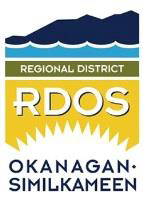 REGIONAL DISTRICT
RDOS
OKANAGAN•
SIMILKAMEEN